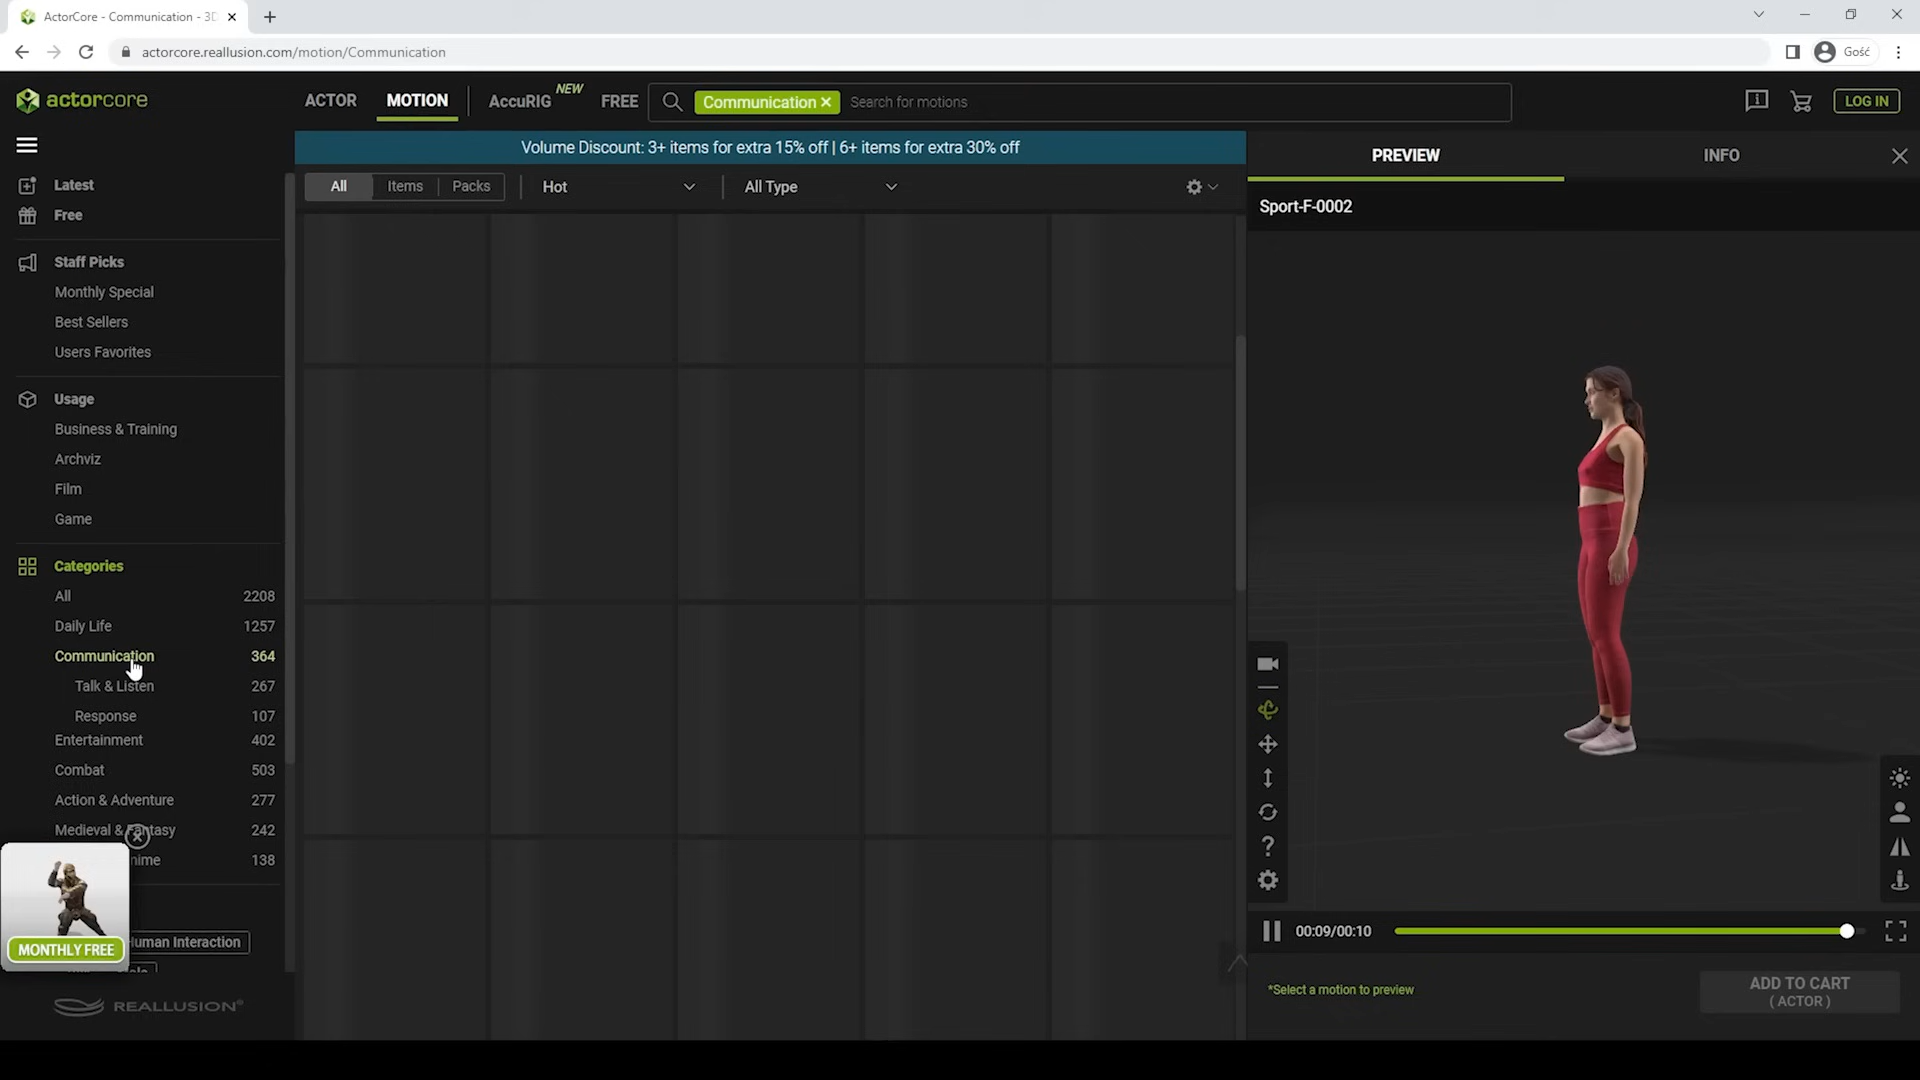 ActorCore - Communication - 3D
actorcore.reallusion.com/motion/Communication
Gość
actorcore
ACTOR
MOTION
AccuRIG
NEW
FREE
Communication
Search for motions
LOG IN
Volume Discount: 3+ items for extra 15% off | 6+ items for extra 30% off
All
Items
Packs
Hot
All Type
PREVIEW
INFO
Sport-F-0002
Latest
Free
Staff Picks
Monthly Special
Best Sellers
Users Favorites
Usage
Business & Training
Archviz
Film
Game
Categories
All 2208
Daily Life 1257
Communication 364
Talk & Listen 267
Response 107
Entertainment 402
Combat 503
Action & Adventure 277
Medieval & Fantasy 242
138
MONTHLY FREE
Human Interaction
REALLUSION
00:09/00:10
*Select a motion to preview
ADD TO CART
( ACTOR )